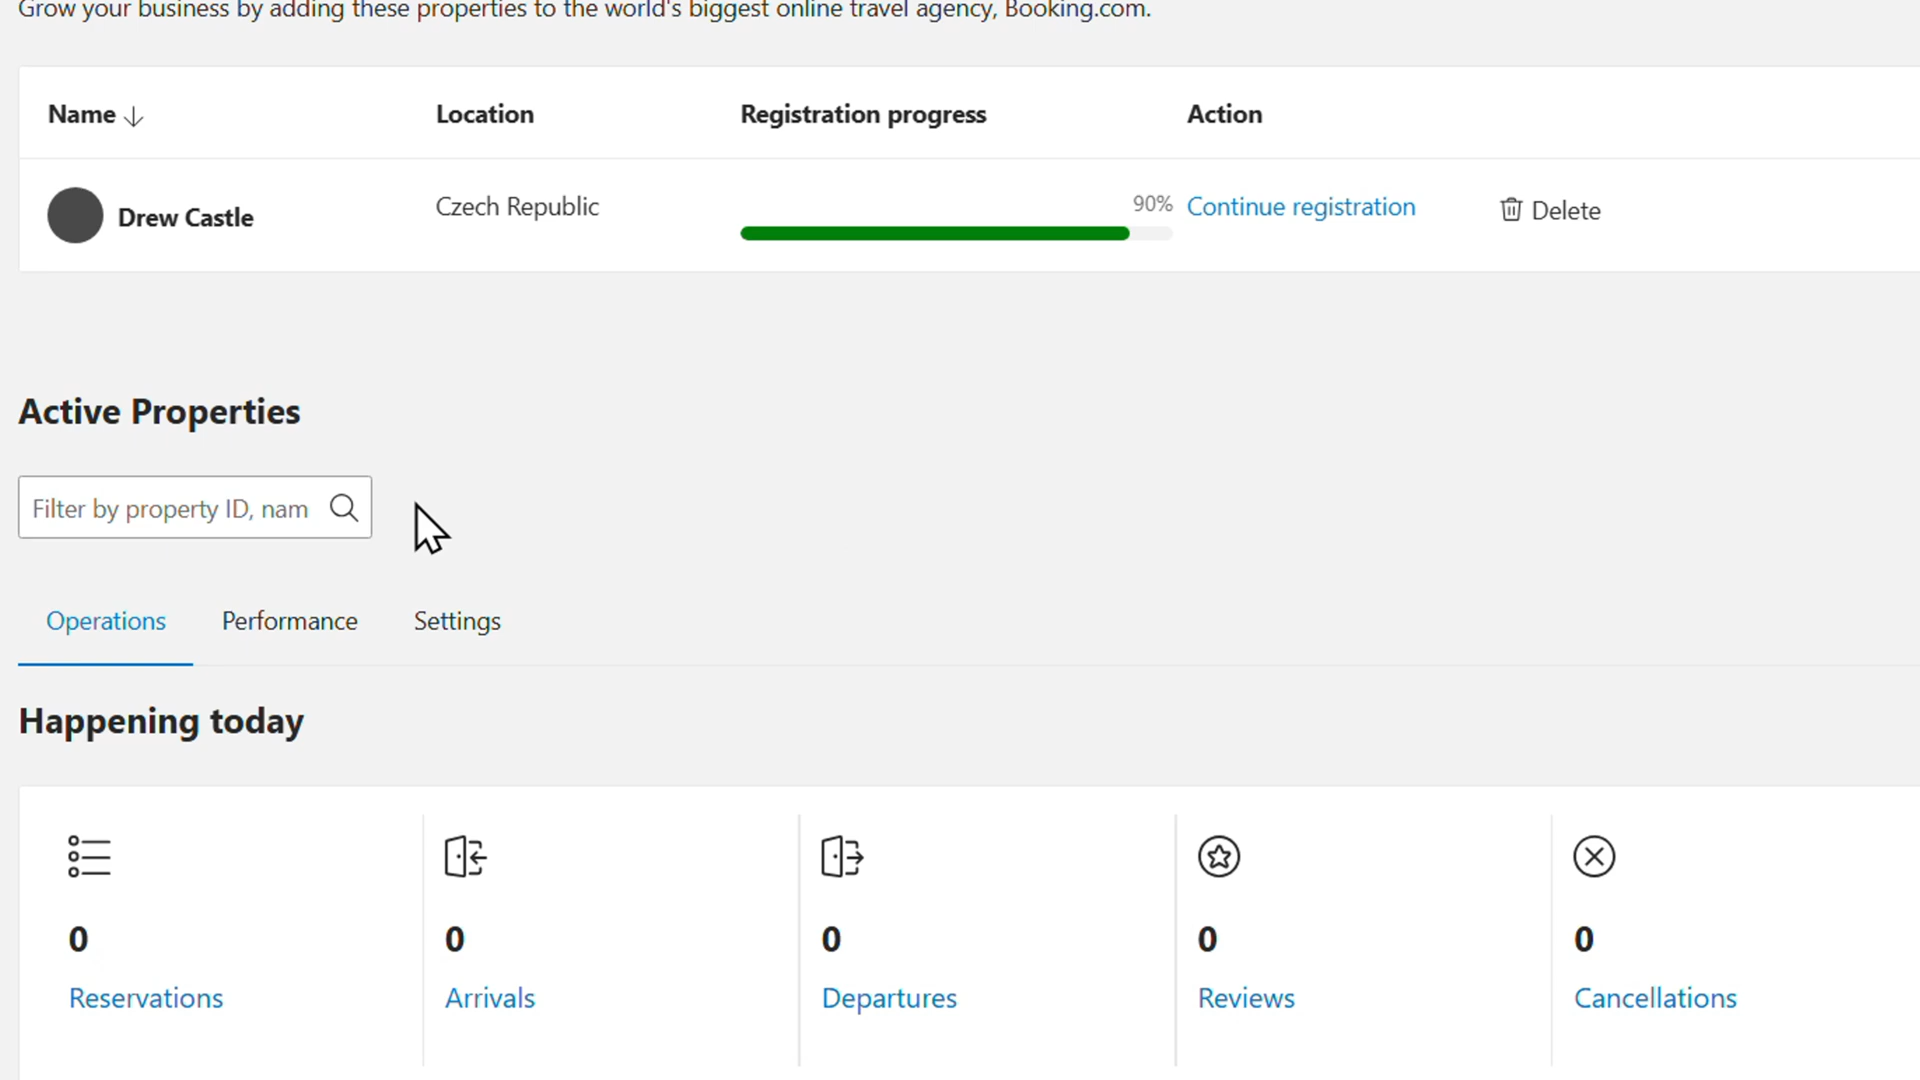 Grow your business by adding these properties to the world's biggest online travel agency, Booking.com.
Name ↓ Location Registration progress Action
Drew Castle Czech Republic 90% Continue registration Delete
Active Properties
Filter by property ID, nam
Operations Performance Settings
Happening today
0 0 0 0 0
Reservations Arrivals Departures Reviews Cancellations